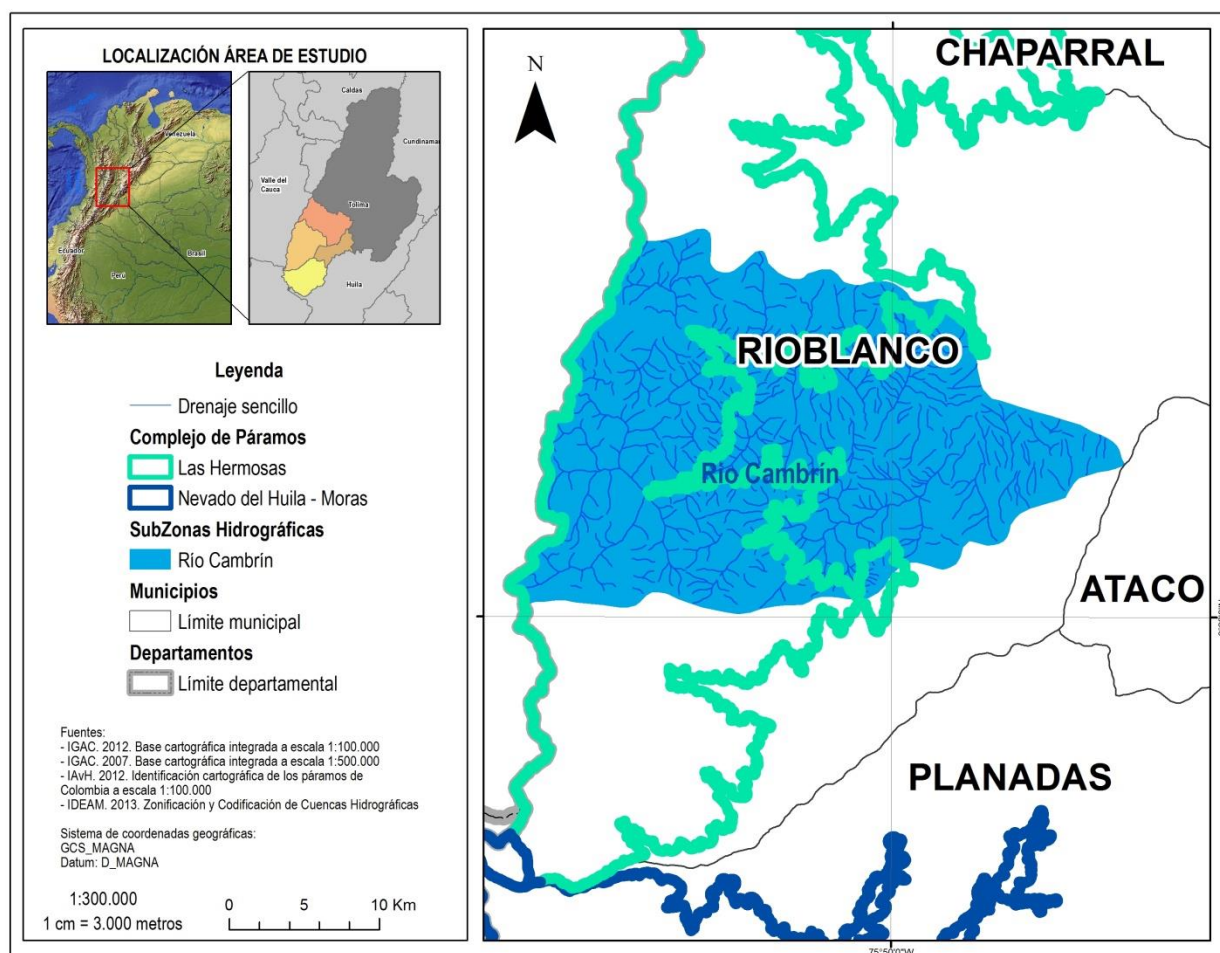 LOCALIZACIÓN ÁREA DE ESTUDIO
Venezuela
Ecuador
Perú
Brasil
Caldas
Cundinamar
Valle del
Cauca
Tolima
Huila
Leyenda
Drenaje sencillo
Complejo de Páramos
Las Hermosas
Nevado del Huila - Moras
SubZonas Hidrográficas
Río Cambrín
Municipios
Límite municipal
Departamentos
Límite departamental
Fuentes:
- IGAC. 2012. Base cartográfica integrada a escala 1:100.000
- IGAC. 2007. Base cartográfica integrada a escala 1:500.000
- IAvH. 2012. Identificación cartográfica de los páramos de
Colombia a escala 1:100.000
- IDEAM. 2013. Zonificación y Codificación de Cuencas Hidrográficas
Sistema de coordenadas geográficas:
GCS_MAGNA
Datum: D_MAGNA
1:300.000
1 cm = 3.000 metros
0 5 10 Km
N
CHAPARRAL
RIOBLANCO
Río Cambrín
ATACO
PLANADAS
75°50'0"W